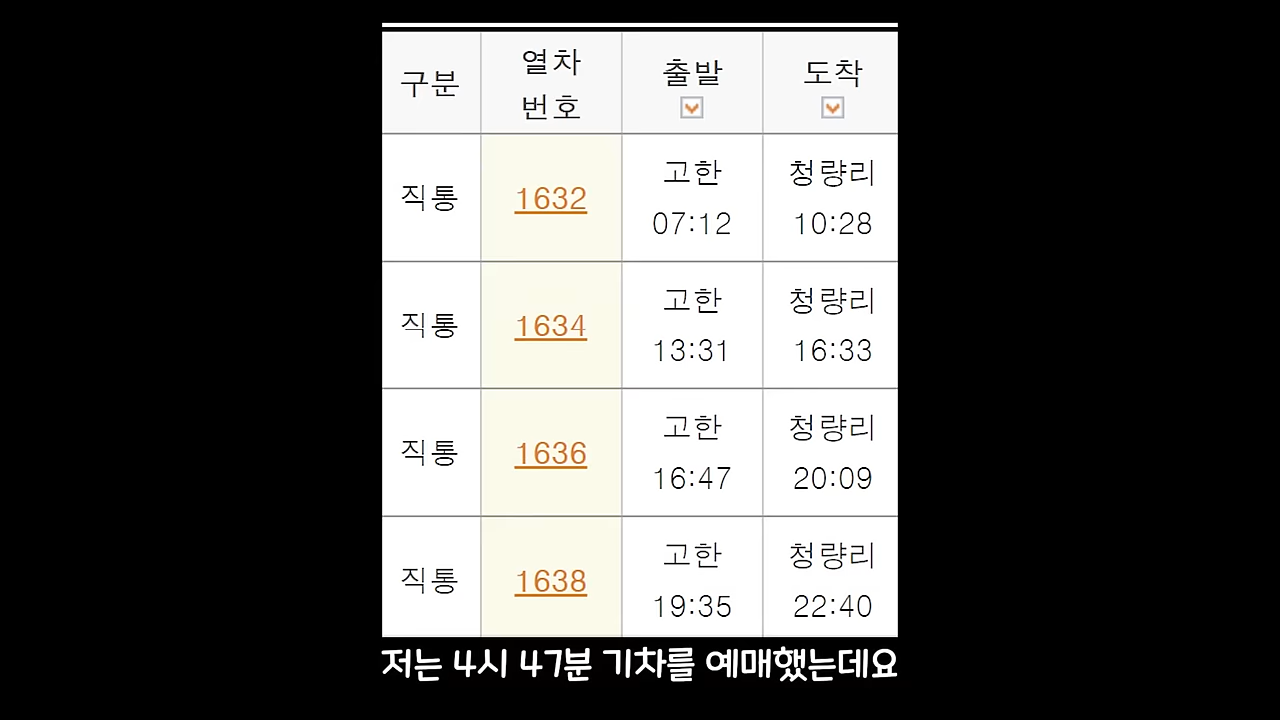 구분 열차 번호 출발 도착
직통 1632 고한 07:12 청량리 10:28
직통 1634 고한 13:31 청량리 16:33
직통 1636 고한 16:47 청량리 20:09
직통 1638 고한 19:35 청량리 22:40
저는 4시 47분 기차를 예매했는데요